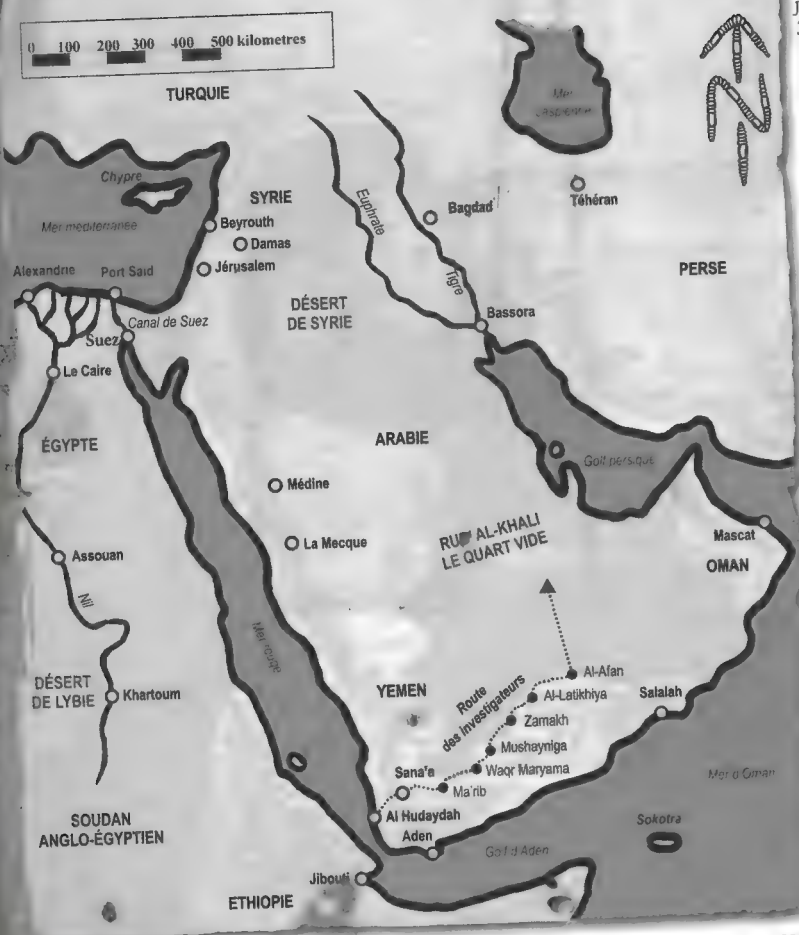 0 100 200 300 400 500 kilometres
TURQUIE
Mer
Chypre
SYRIE
Mer méditerranée
Beyrouth
Damas
Jérusalem
Euphrate
Bagdad
Téhéran
Tigre
PERSE
Alexandrie
Port Saïd
Canal de Suez
Suez
Le Caire
DÉSERT
DE SYRIE
Bassora
ÉGYPTE
ARABIE
Golf persique
Médine
La Mecque
AL-KHALI
LE QUART VIDE
Mascat
OMAN
Assouan
Nil
Mer rouge
DÉSERT
DE LYBIE
Khartoum
YEMEN
Route
des investigateurs
Al-Afan
Al-Latikhiya
Zamakh
Mushayniga
Waqr Maryama
Ma'rib
Sana'a
Al Hudaydah
Aden
Salalah
Mer d'Oman
Sokotra
Golf d'Aden
SOUDAN
ANGLO-ÉGYPTIEN
Jibouti
ETHIOPIE